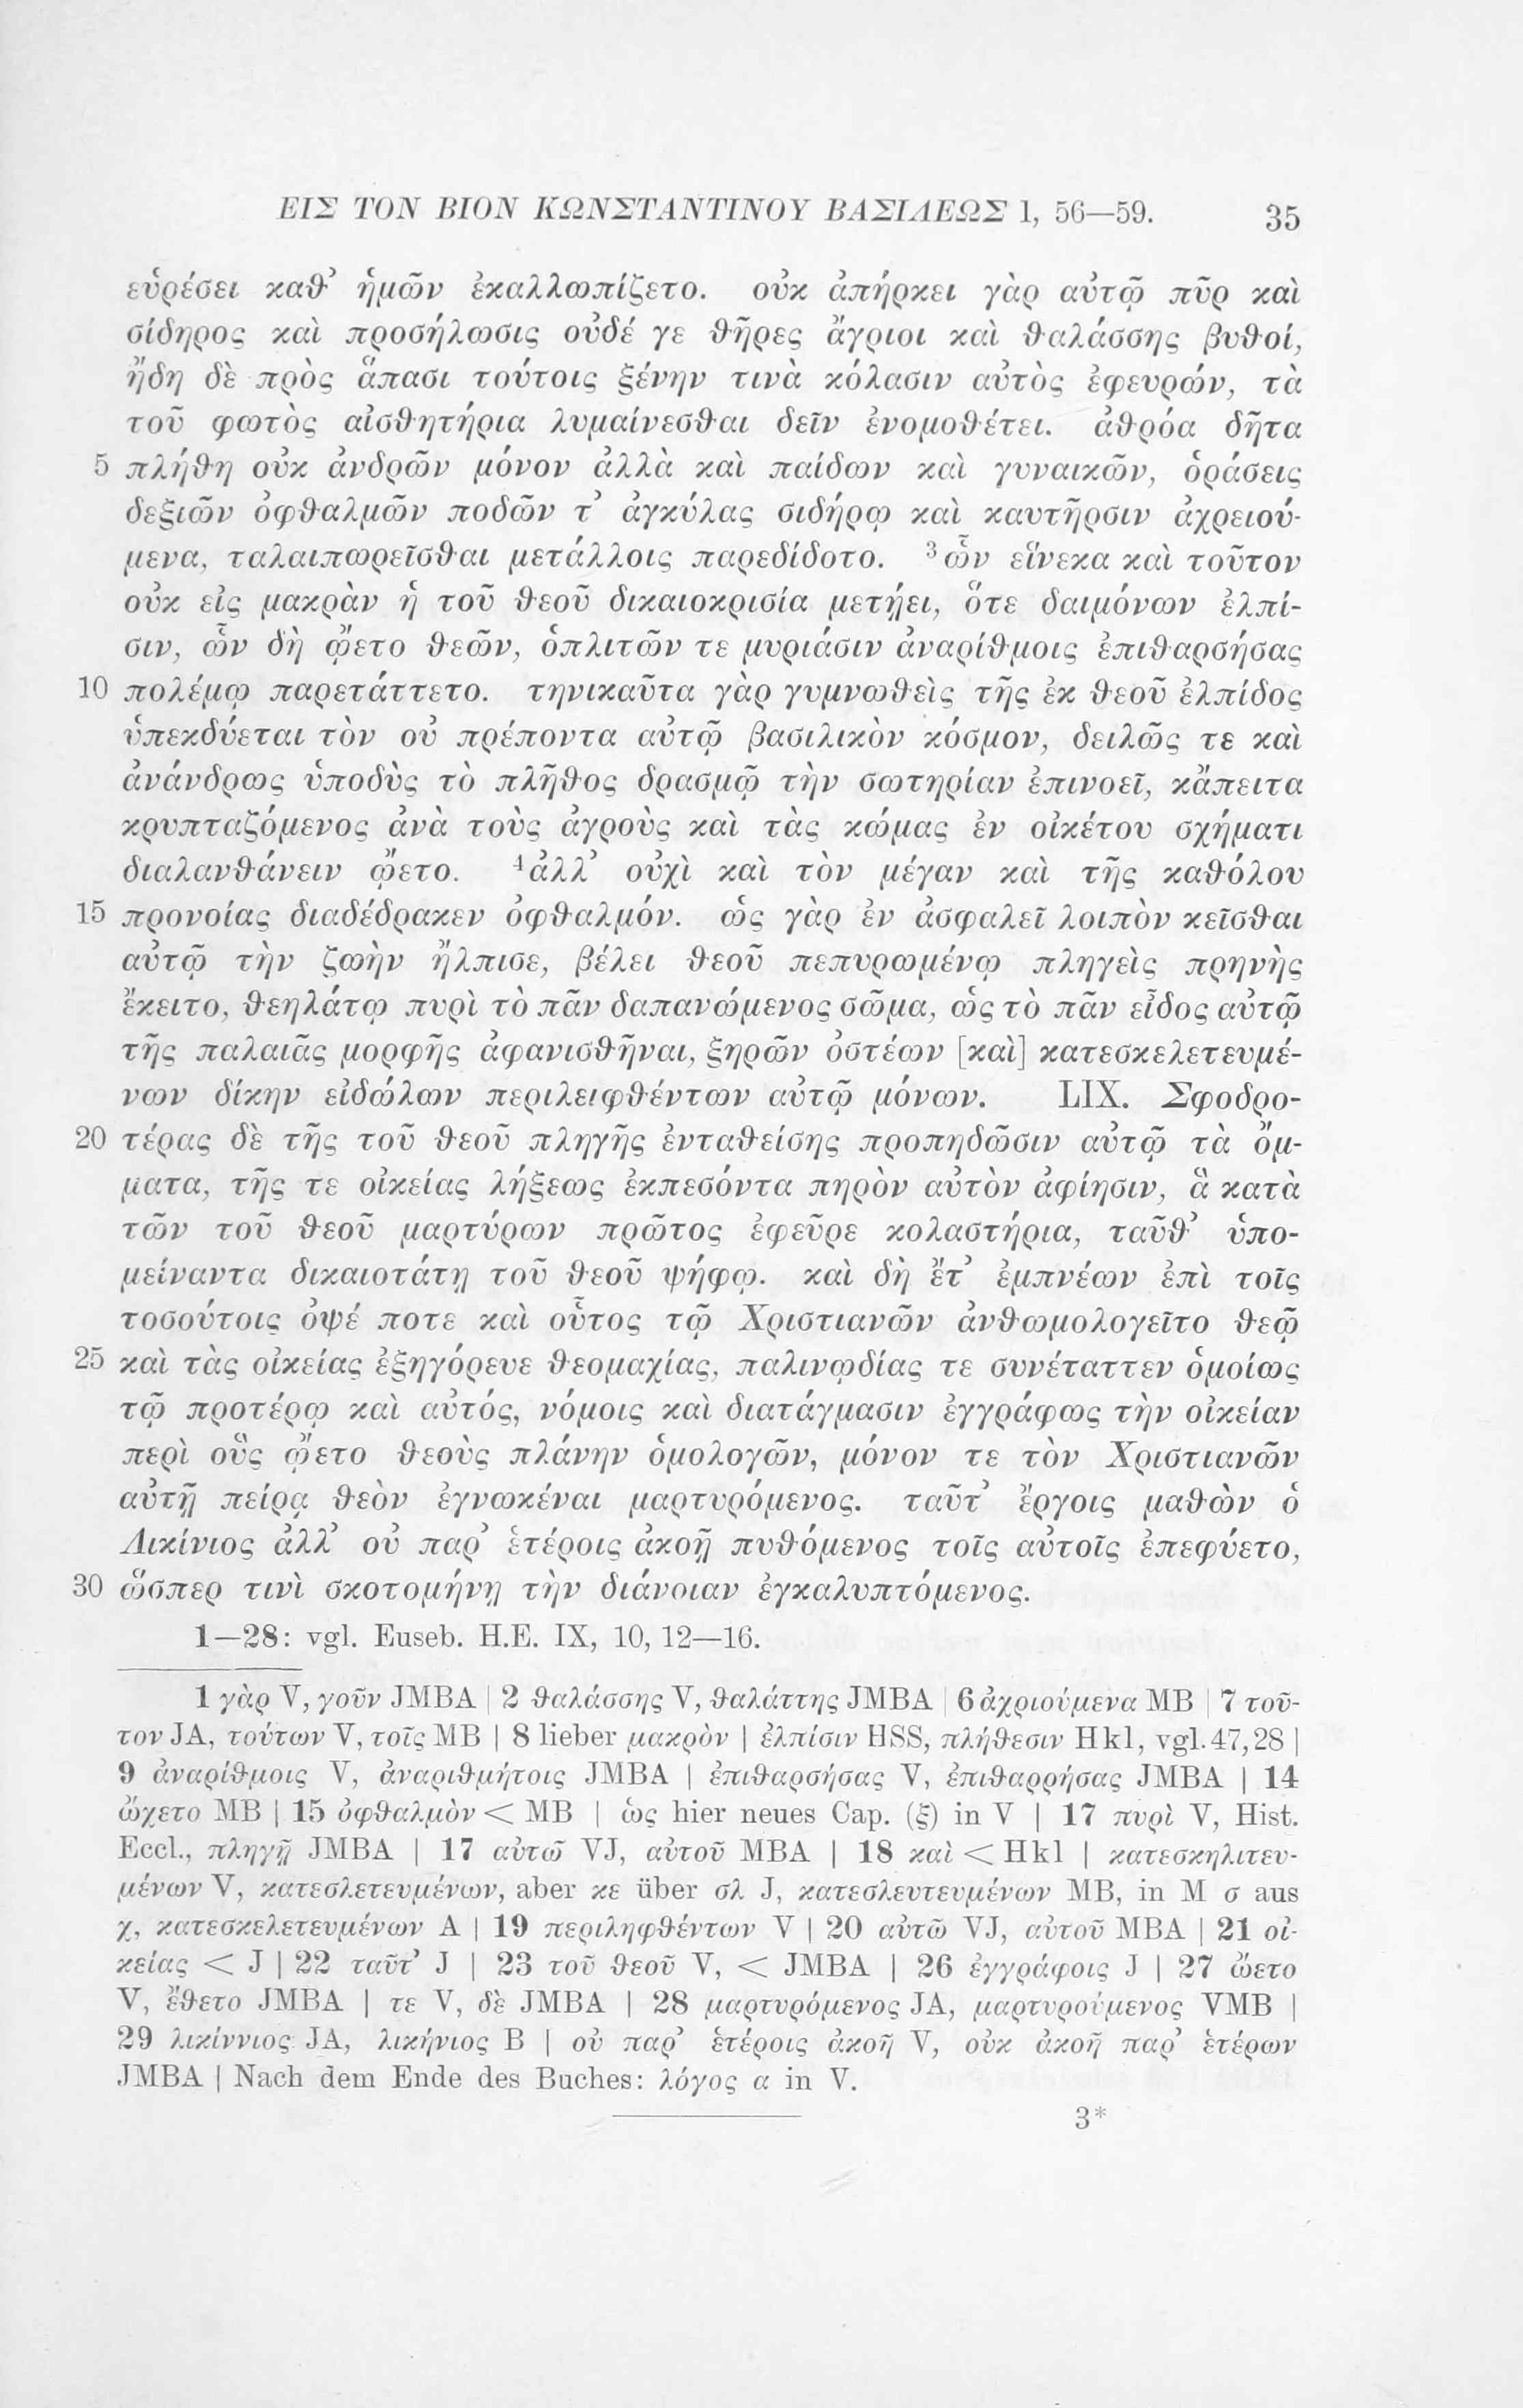 ΕΙΣ ΤΟΝ ΒΙΟΝ ΚΩΝΣΤΑΝΤΙΝΟΥ ΒΑΣΙΛΕΩΣ 1, 56—59. 35
εὑρέσει καθ’ ἡμῶν ἐκαλλωπίζετο. οὐκ ἀπήρκει γὰρ αὐτῷ πῦρ καὶ
σίδηρος καὶ προσήλωσις οὐδέ γε θῆρες ἄγριοι καὶ θαλάσσης βυθοί,
ἤδη δὲ πρὸς ἅπασι τούτοις ξένην τινὰ κόλασιν αὐτὸς ἐφευρών, τὰ
τοῦ φωτὸς αἰσθητήρια λυμαίνεσθαι δεῖν ἐνομοθέτει. ἀθρόα δῆτα
5 πλήθη οὐκ ἀνδρῶν μόνον ἀλλὰ καὶ παίδων καὶ γυναικῶν, ὁράσεις
δεξιῶν ὀφθαλμῶν ποδῶν τ’ ἀγκύλας σιδήρῳ καὶ καυτῆρσιν ἀχρειού-
μενα, ταλαιπωρεῖσθαι μετάλλοις παρεδίδοτο. ³ὧν εἵνεκα καὶ τοῦτον
οὐκ εἰς μακρὰν ἡ τοῦ θεοῦ δικαιοκρισία μετῄει, ὅτε δαιμόνων ἐλπί-
σιν, ὧν δὴ ᾤετο θεῶν, ὁπλιτῶν τε μυριάσιν ἀναρίθμοις ἐπιθαρσήσας
10 πολέμῳ παρετάττετο. τηνικαῦτα γὰρ γυμνωθεὶς τῆς ἐκ θεοῦ ἐλπίδος
ὑπεκδύεται τὸν οὐ πρέποντα αὐτῷ βασιλικὸν κόσμον, δειλῶς τε καὶ
ἀνάνδρως ὑποδὺς τὸ πλῆθος δρασμῷ τὴν σωτηρίαν ἐπινοεῖ, κἄπειτα
κρυπταζόμενος ἀνὰ τοὺς ἀγροὺς καὶ τὰς κώμας ἐν οἰκέτου σχήματι
διαλανθάνειν ᾤετο. ⁴ἀλλ’ οὐχὶ καὶ τὸν μέγαν καὶ τῆς καθόλου
15 προνοίας διαδέδρακεν ὀφθαλμόν. ὡς γὰρ ἐν ἀσφαλεῖ λοιπὸν κεῖσθαι
αὐτῷ τὴν ζωὴν ἤλπισε, βέλει θεοῦ πεπυρωμένῳ πληγεὶς πρηνὴς
ἔκειτο, θεηλάτῳ πυρὶ τὸ πᾶν δαπανώμενος σῶμα, ὡς τὸ πᾶν εἶδος αὐτῷ
τῆς παλαιᾶς μορφῆς ἀφανισθῆναι, ξηρῶν ὀστέων [καὶ] κατεσκελετευμέ-
νων δίκην εἰδώλων περιλειφθέντων αὐτῷ μόνων. LIX. Σφοδρο-
20 τέρας δὲ τῆς τοῦ θεοῦ πληγῆς ἐνταθείσης προπηδῶσιν αὐτῷ τὰ ὄμ-
ματα, τῆς τε οἰκείας λήξεως ἐκπεσόντα πηρὸν αὐτὸν ἀφίησιν, ἃ κατὰ
τῶν τοῦ θεοῦ μαρτύρων πρῶτος ἐφεῦρε κολαστήρια, ταῦθ’ ὑπο-
μείναντα δικαιοτάτῃ τοῦ θεοῦ ψήφῳ. καὶ δὴ ἔτ’ ἐμπνέων ἐπὶ τοῖς
τοσούτοις ὀψέ ποτε καὶ οὗτος τῷ Χριστιανῶν ἀνθωμολογεῖτο θεῷ
25 καὶ τὰς οἰκείας ἐξηγόρευε θεομαχίας, παλινῳδίας τε συνέταττεν ὁμοίως
τῷ προτέρῳ καὶ αὐτός, νόμοις καὶ διατάγμασιν ἐγγράφως τὴν οἰκείαν
περὶ οὓς ᾤετο θεοὺς πλάνην ὁμολογῶν, μόνον τε τὸν Χριστιανῶν
αὐτῇ πείρᾳ θεὸν ἐγνωκέναι μαρτυρόμενος. ταῦτ’ ἔργοις μαθὼν ὁ
Λικίνιος ἀλλ’ οὐ παρ’ ἑτέροις ἀκοῇ πυθόμενος τοῖς αὐτοῖς ἐπεφύετο,
30 ὥσπερ τινὶ σκοτομήνῃ τὴν διάνοιαν ἐγκαλυπτόμενος.
1—28: vgl. Euseb. H.E. IX, 10, 12—16.
1 γὰρ V, γοῦν JMBA | 2 θαλάσσης V, θαλάττης JMBA | 6 ἀχριούμενα MB | 7 τοῦ-
τον JA, τούτων V, τοῖς MB | 8 lieber μακρὸν | ἐλπίσιν HSS, πλήθεσιν Hkl, vgl. 47,28 |
9 ἀναρίθμοις V, ἀναριθμήτοις JMBA | ἐπιθαρσήσας V, ἐπιθαρρήσας JMBA | 14
ᾤχετο MB | 15 ὀφθαλμὸν < MB | ὡς hier neues Cap. (ξ) in V | 17 πυρὶ V, Hist.
Eccl., πληγῇ JMBA | 17 αὐτῶ VJ, αὐτοῦ MBA | 18 καὶ < Hkl | κατεσκηλιτευ-
μένων V, κατεσλετευμένων, aber κε über σλ J, κατεσλευτευμένων MB, in M σ aus
χ, κατεσκελετευμένων A | 19 περιληφθέντων V | 20 αὐτῶ VJ, αὐτοῦ MBA | 21 οἰ-
κείας < J | 22 ταῦτ’ J | 23 τοῦ θεοῦ V, < JMBA | 26 ἐγγράφοις J | 27 ὤετο
V, ἔθετο JMBA | τε V, δὲ JMBA | 28 μαρτυρόμενος JA, μαρτυρούμενος VMB |
29 λικίννιος JA, λικήνιος B | οὐ παρ’ ἑτέροις ἀκοῆ V, οὐκ ἀκοῆ παρ’ ἑτέρων
JMBA | Nach dem Ende des Buches: λόγος α in V.
3*